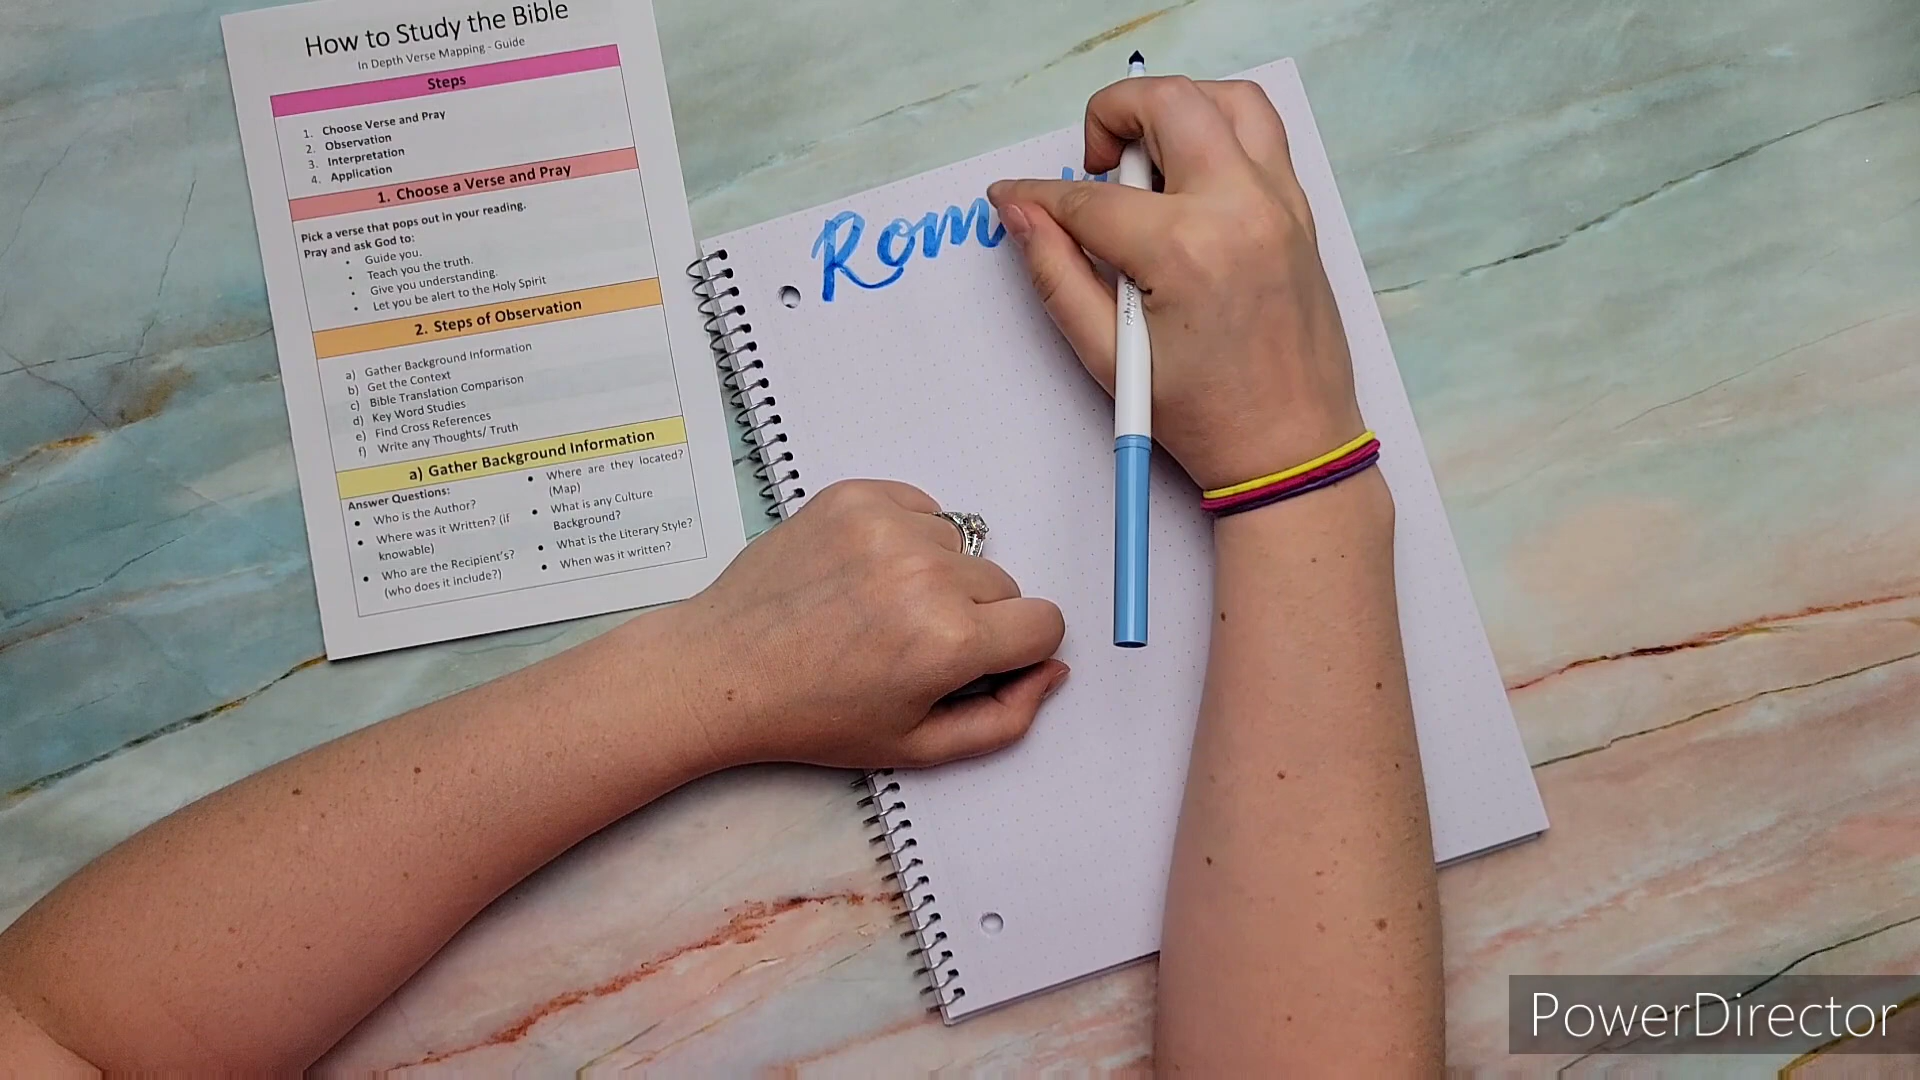 How to Study the Bible
In Depth Verse Mapping - Guide
Steps
1. Choose Verse and Pray
2. Observation
3. Interpretation
4. Application
1. Choose a Verse and Pray
Pick a verse that pops out in your reading.
Pray and ask God to:
• Guide you.
• Teach you the truth.
• Give you understanding.
• Let you be alert to the Holy Spirit
2. Steps of Observation
a) Gather Background Information
b) Get the Context
c) Bible Translation Comparison
d) Key Word Studies
e) Find Cross References
f) Write any Thoughts/ Truth
a) Gather Background Information
Answer Questions:
• Who is the Author?
• Where was it Written? (if
knowable)
• Who are the Recipient's?
(who does it include?)
• Where are they located?
(Map)
• What is any Culture
Background?
• What is the Literary Style?
• When was it written?
Rom
PowerDirector